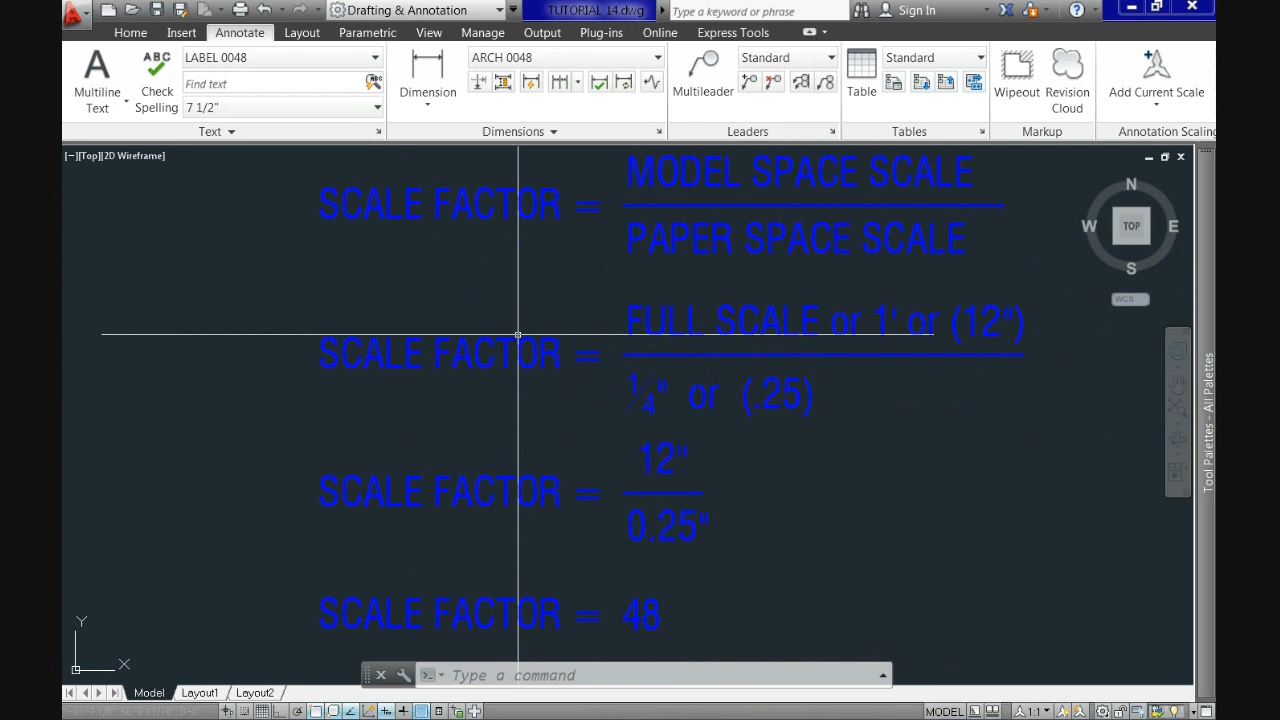 Drafting & Annotation
TUTORIAL 14.dwg
Type a keyword or phrase
Sign In
Home Insert Annotate Layout Parametric View Manage Output Plug-ins Online Express Tools
Multiline Text
ABC
Check Spelling
LABEL 0048
Find text
7 1/2"
Dimension
ARCH 0048
Multileader
Standard
Table
Standard
Wipeout
Revision Cloud
Add Current Scale
Text
Dimensions
Leaders
Tables
Markup
Annotation Scaling
[−][Top][2D Wireframe]
SCALE FACTOR = MODEL SPACE SCALE
PAPER SPACE SCALE
N
W TOP E
S
WCS
SCALE FACTOR = FULL SCALE or 1' or (12")
1/4" or (.25)
SCALE FACTOR = 12"
0.25"
SCALE FACTOR = 48
Tool Palettes - All Palettes
Y
X
Type a command
Model Layout1 Layout2
MODEL
1:1